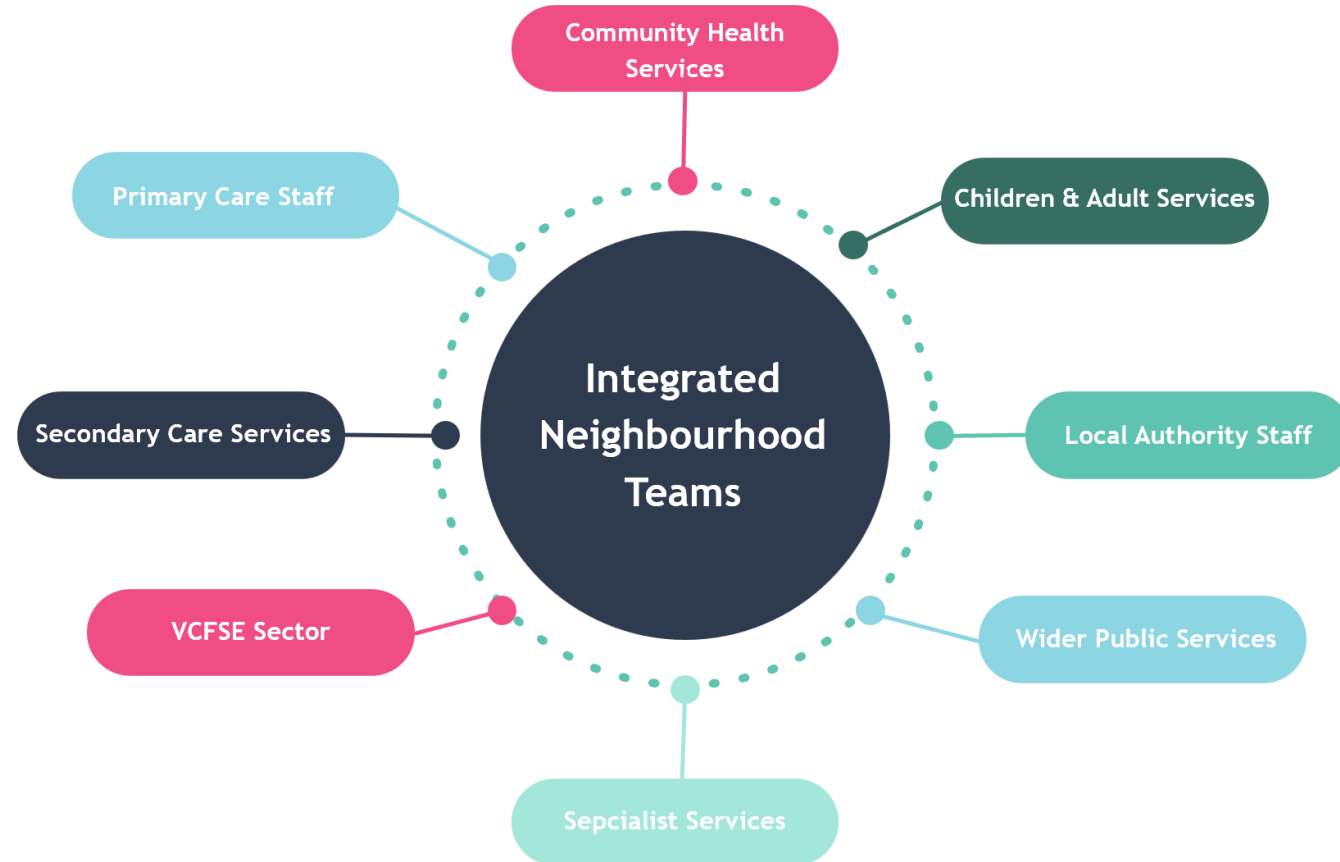 Community Health
Services
Primary Care Staff
Children & Adult Services
Integrated
Neighbourhood
Teams
Secondary Care Services
Local Authority Staff
VCFSE Sector
Wider Public Services
Sepcialist Services